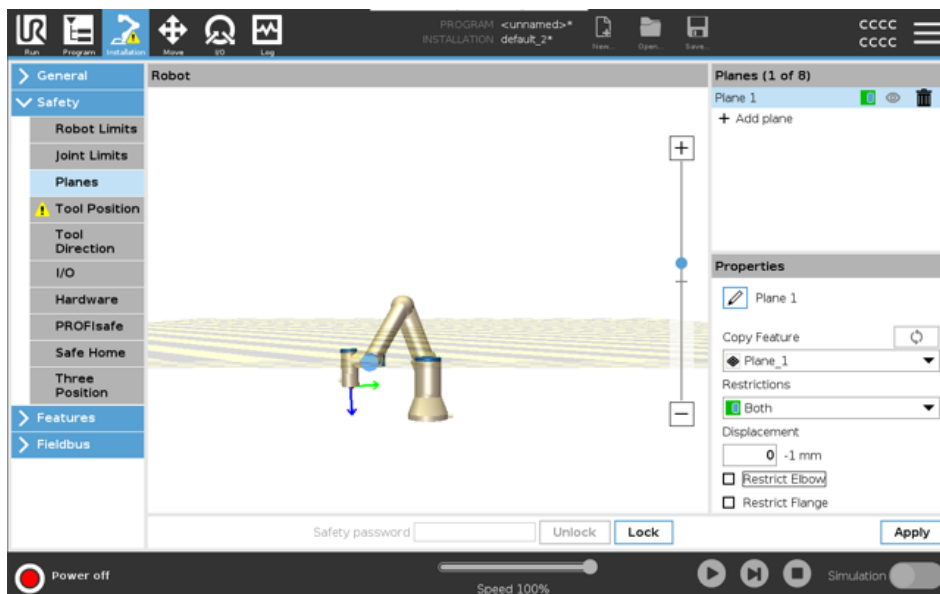 UR
PROGRAM <unnamed>*
INSTALLATION default_2*
CCCC
CCCC
Run Program Installation Move I/O Log New... Open... Save...
General
Safety
Robot Limits
Joint Limits
Planes
Tool Position
Tool
Direction
I/O
Hardware
PROFIsafe
Safe Home
Three
Position
Features
Fieldbus
Robot
+
−
Planes (1 of 8)
Plane 1
+ Add plane
Properties
Plane 1
Copy Feature
Plane_1
Restrictions
Both
Displacement
0 -1 mm
Restrict Elbow
Restrict Flange
Safety password Unlock Lock Apply
Power off
Speed 100%
Simulation